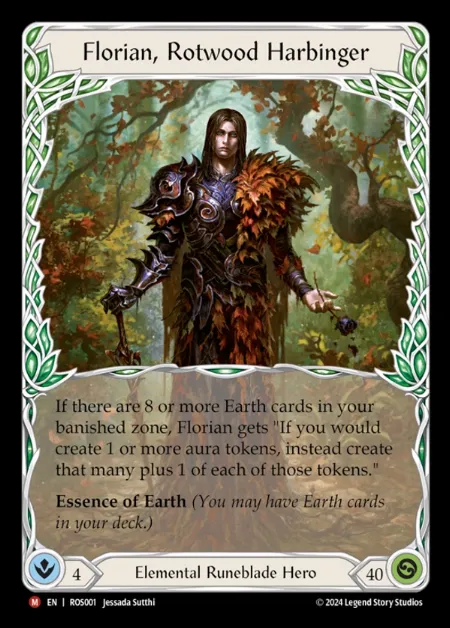 Florian, Rotwood Harbinger
If there are 8 or more Earth cards in your
banished zone, Florian gets "If you would
create 1 or more aura tokens, instead create
that many plus 1 of each of those tokens."
Essence of Earth (You may have Earth cards
in your deck.)
4
Elemental Runeblade Hero
40
M EN | ROS001 Jessada Sutthi
© 2024 Legend Story Studios